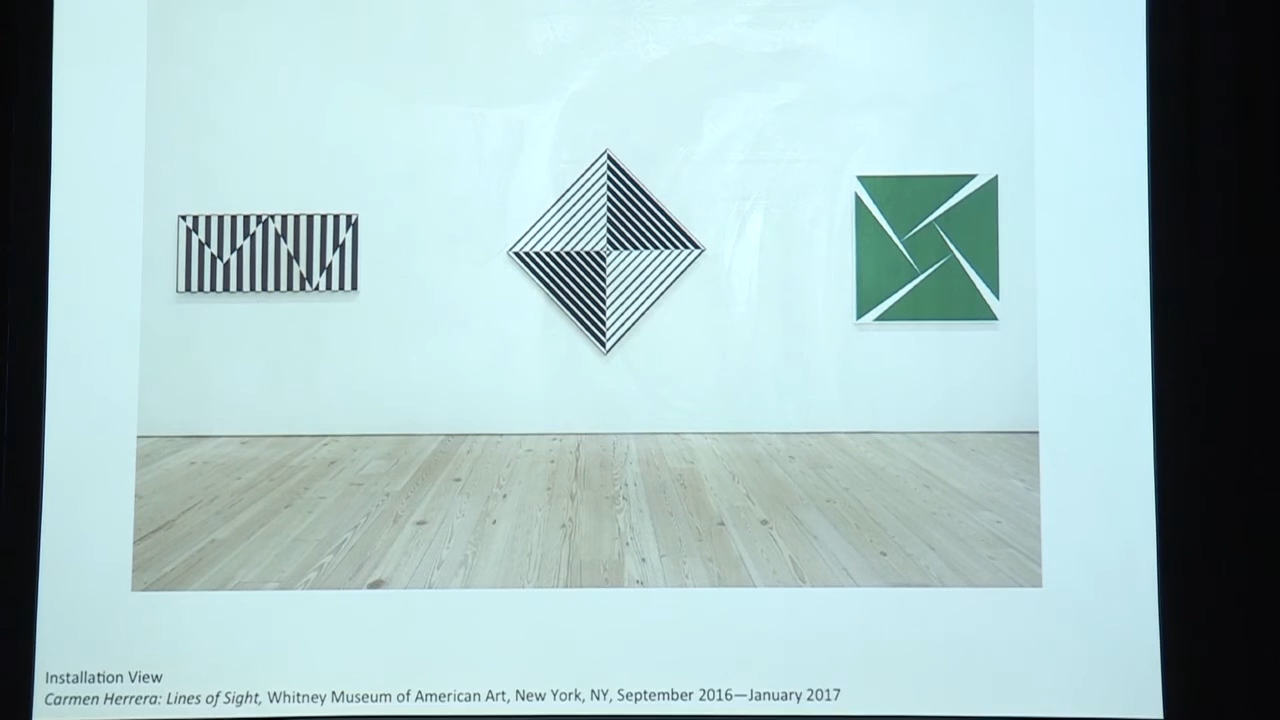 Installation View
Carmen Herrera: Lines of Sight, Whitney Museum of American Art, New York, NY, September 2016—January 2017